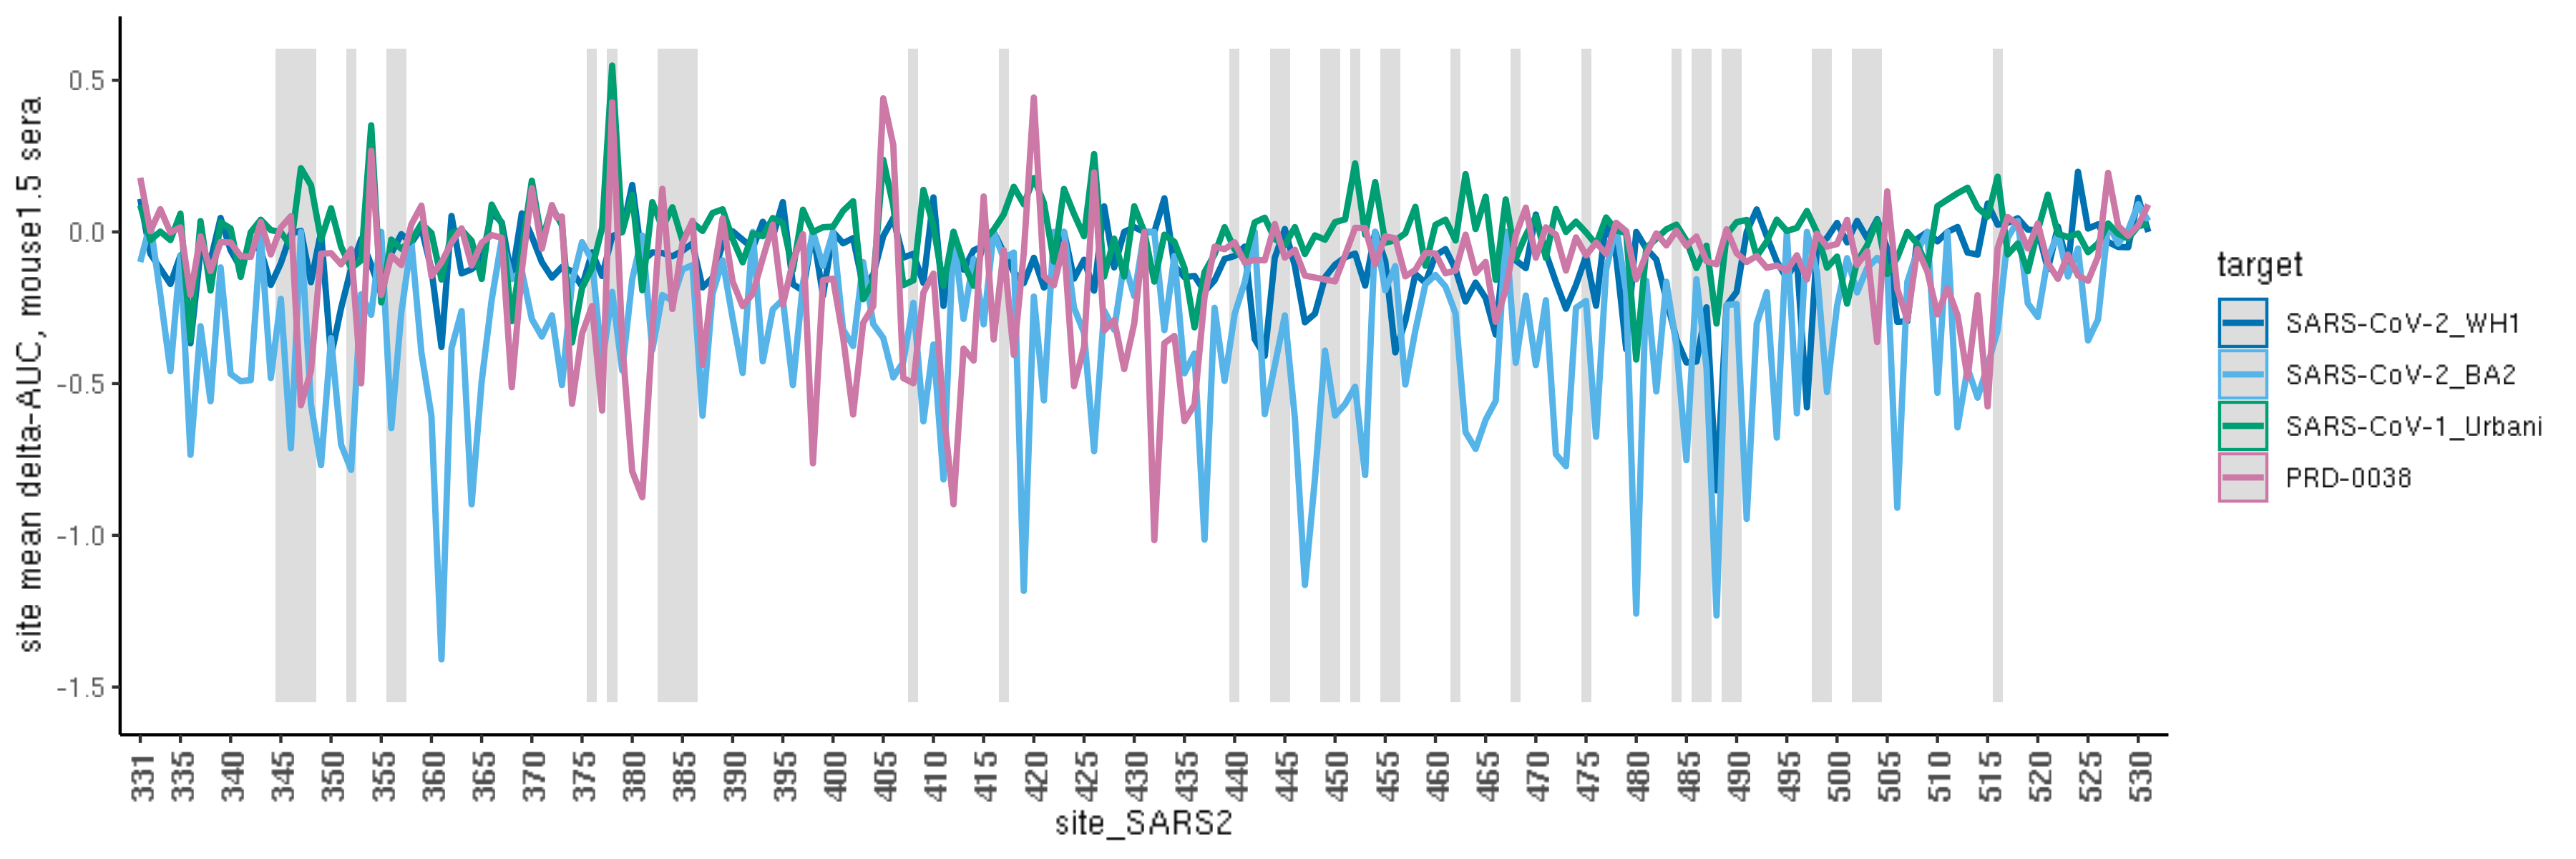 site mean delta-AUC, mouse1.5 sera
0.5
0.0
-0.5
-1.0
-1.5
331 335 340 345 350 355 360 365 370 375 380 385 390 395 400 405 410 415 420 425 430 435 440 445 450 455 460 465 470 475 480 485 490 495 500 505 510 515 520 525 530
site_SARS2
target
SARS-CoV-2_WH1
SARS-CoV-2_BA2
SARS-CoV-1_Urbani
PRD-0038